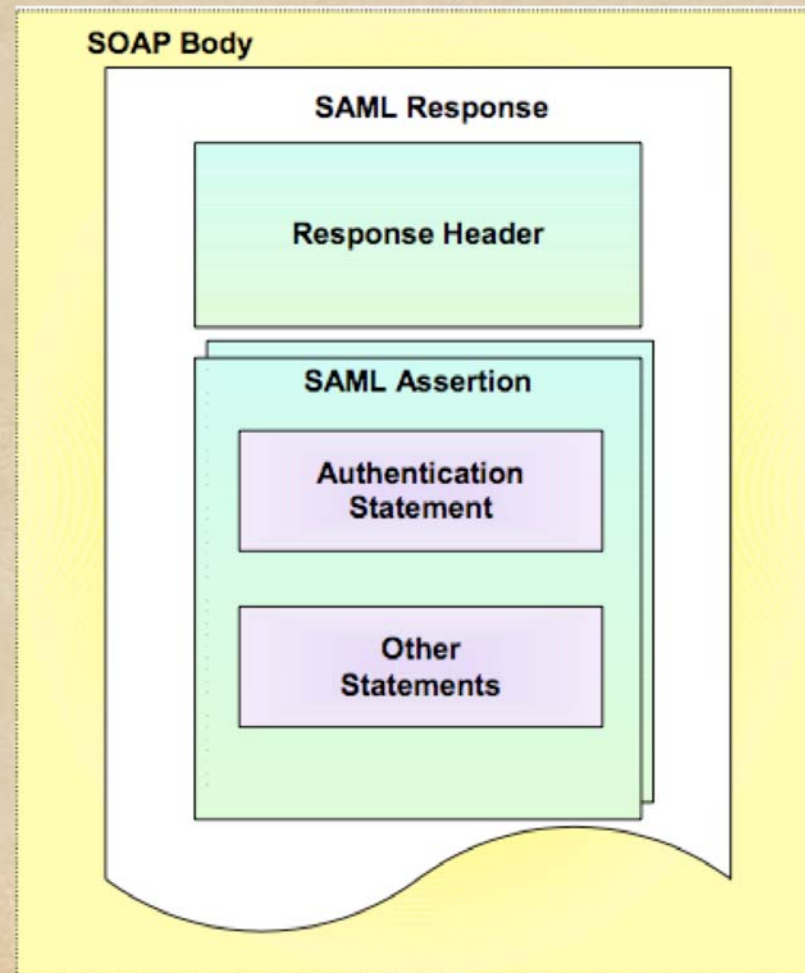 SOAP Body
SAML Response
Response Header
SAML Assertion
Authentication
Statement
Other
Statements